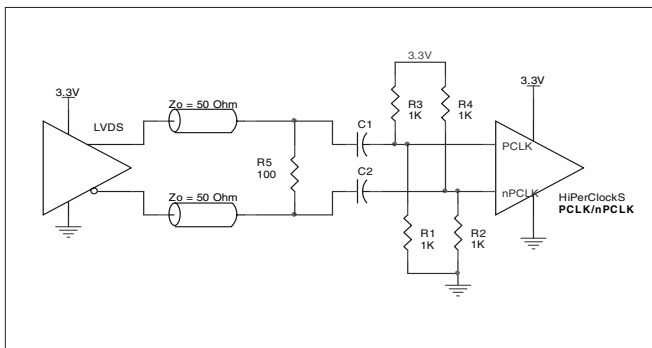 3.3V
3.3V
3.3V
Zo = 50 Ohm
LVDS
C1
R3
1K
R4
1K
PCLK
R5
100
C2
nPCLK
Zo = 50 Ohm
HiPerClockS
PCLK/nPCLK
R1
1K
R2
1K